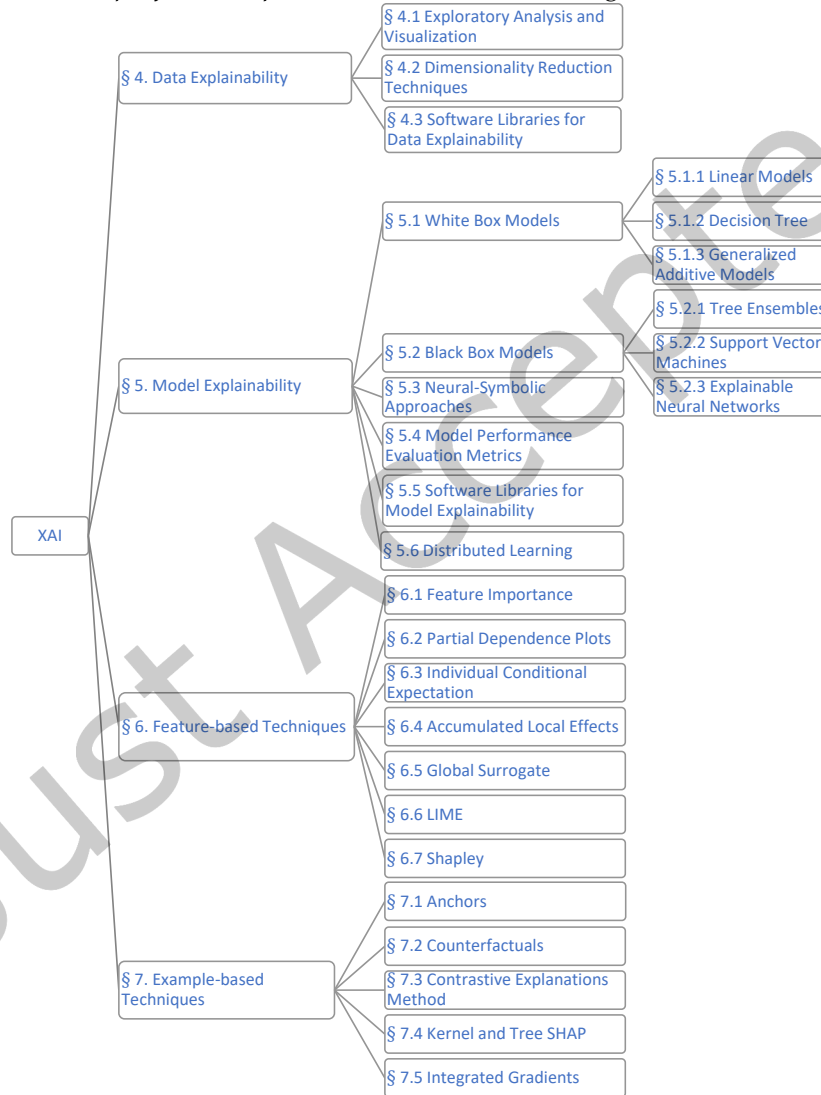 § 4.1 Exploratory Analysis and
Visualization
§ 4. Data Explainability
§ 4.2 Dimensionality Reduction
Techniques
§ 4.3 Software Libraries for
Data Explainability
§ 5.1.1 Linear Models
§ 5.1 White Box Models
§ 5.1.2 Decision Tree
§ 5.1.3 Generalized
Additive Models
§ 5.2.1 Tree Ensembles
§ 5.2 Black Box Models
§ 5.2.2 Support Vector
Machines
§ 5. Model Explainability
§ 5.3 Neural-Symbolic
Approaches
§ 5.2.3 Explainable
Neural Networks
§ 5.4 Model Performance
Evaluation Metrics
§ 5.5 Software Libraries for
Model Explainability
XAI
§ 5.6 Distributed Learning
§ 6.1 Feature Importance
§ 6.2 Partial Dependence Plots
§ 6.3 Individual Conditional
Expectation
§ 6. Feature-based Techniques
§ 6.4 Accumulated Local Effects
§ 6.5 Global Surrogate
§ 6.6 LIME
§ 6.7 Shapley
§ 7.1 Anchors
§ 7.2 Counterfactuals
§ 7. Example-based
Techniques
§ 7.3 Contrastive Explanations
Method
§ 7.4 Kernel and Tree SHAP
§ 7.5 Integrated Gradients
Just Accepte